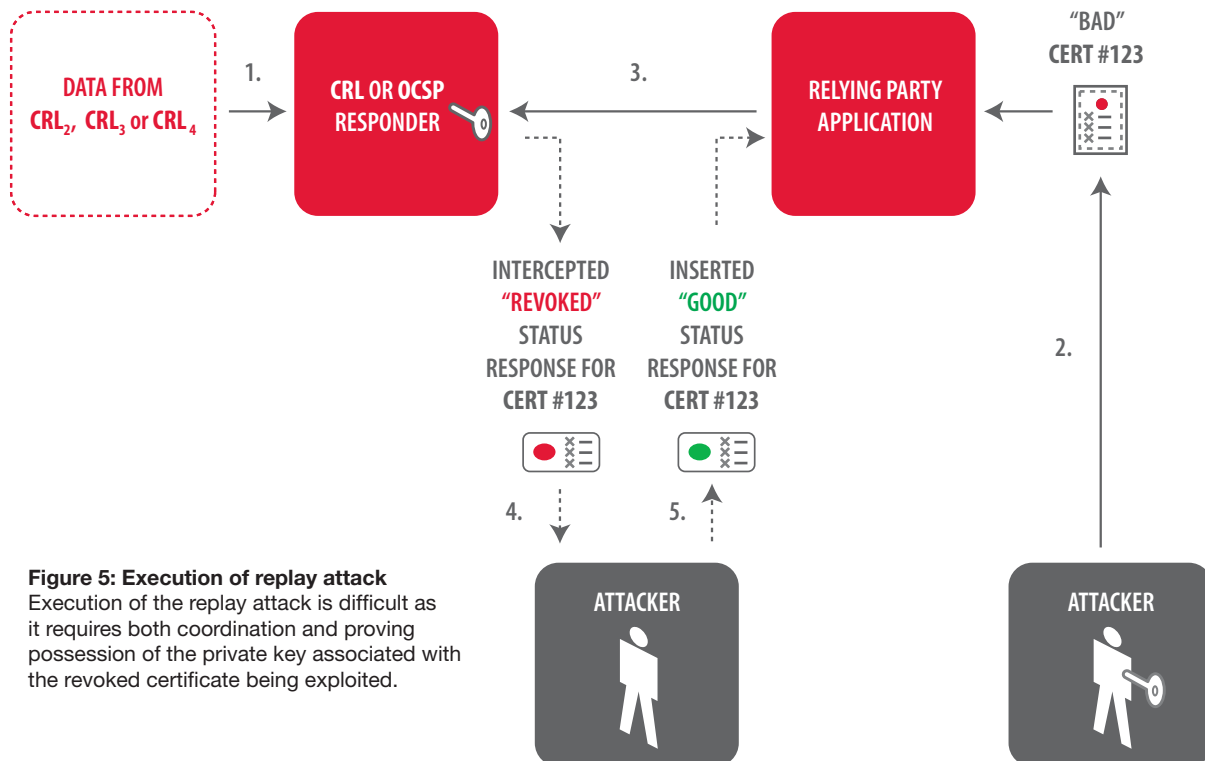 DATA FROM
CRL2, CRL3 or CRL4
1.
CRL OR OCSP
RESPONDER
3.
RELYING PARTY
APPLICATION
"BAD"
CERT #123
INTERCEPTED
"REVOKED"
STATUS
RESPONSE FOR
CERT #123
INSERTED
"GOOD"
STATUS
RESPONSE FOR
CERT #123
2.
4.
5.
Figure 5: Execution of replay attack
Execution of the replay attack is difficult as
it requires both coordination and proving
possession of the private key associated with
the revoked certificate being exploited.
ATTACKER
ATTACKER